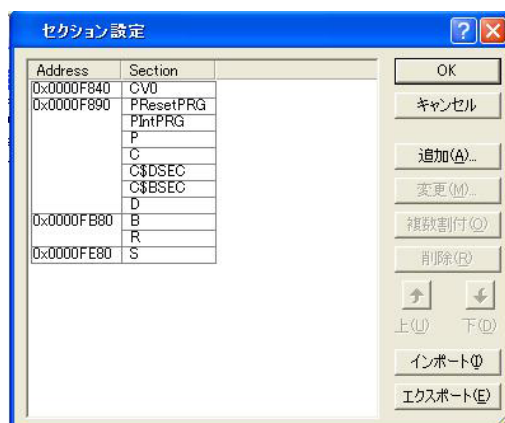 セクション設定
Address Section
0x0000F840 CV0
0x0000F890 PResetPRG
PIntPRG
P
C
C$DSEC
C$BSEC
D
0x0000FB80 B
R
0x0000FE80 S
OK
キャンセル
追加(A)...
変更(M)...
複数割付(O)
削除(R)
上(U) 下(D)
インポート(I)
エクスポート(E)